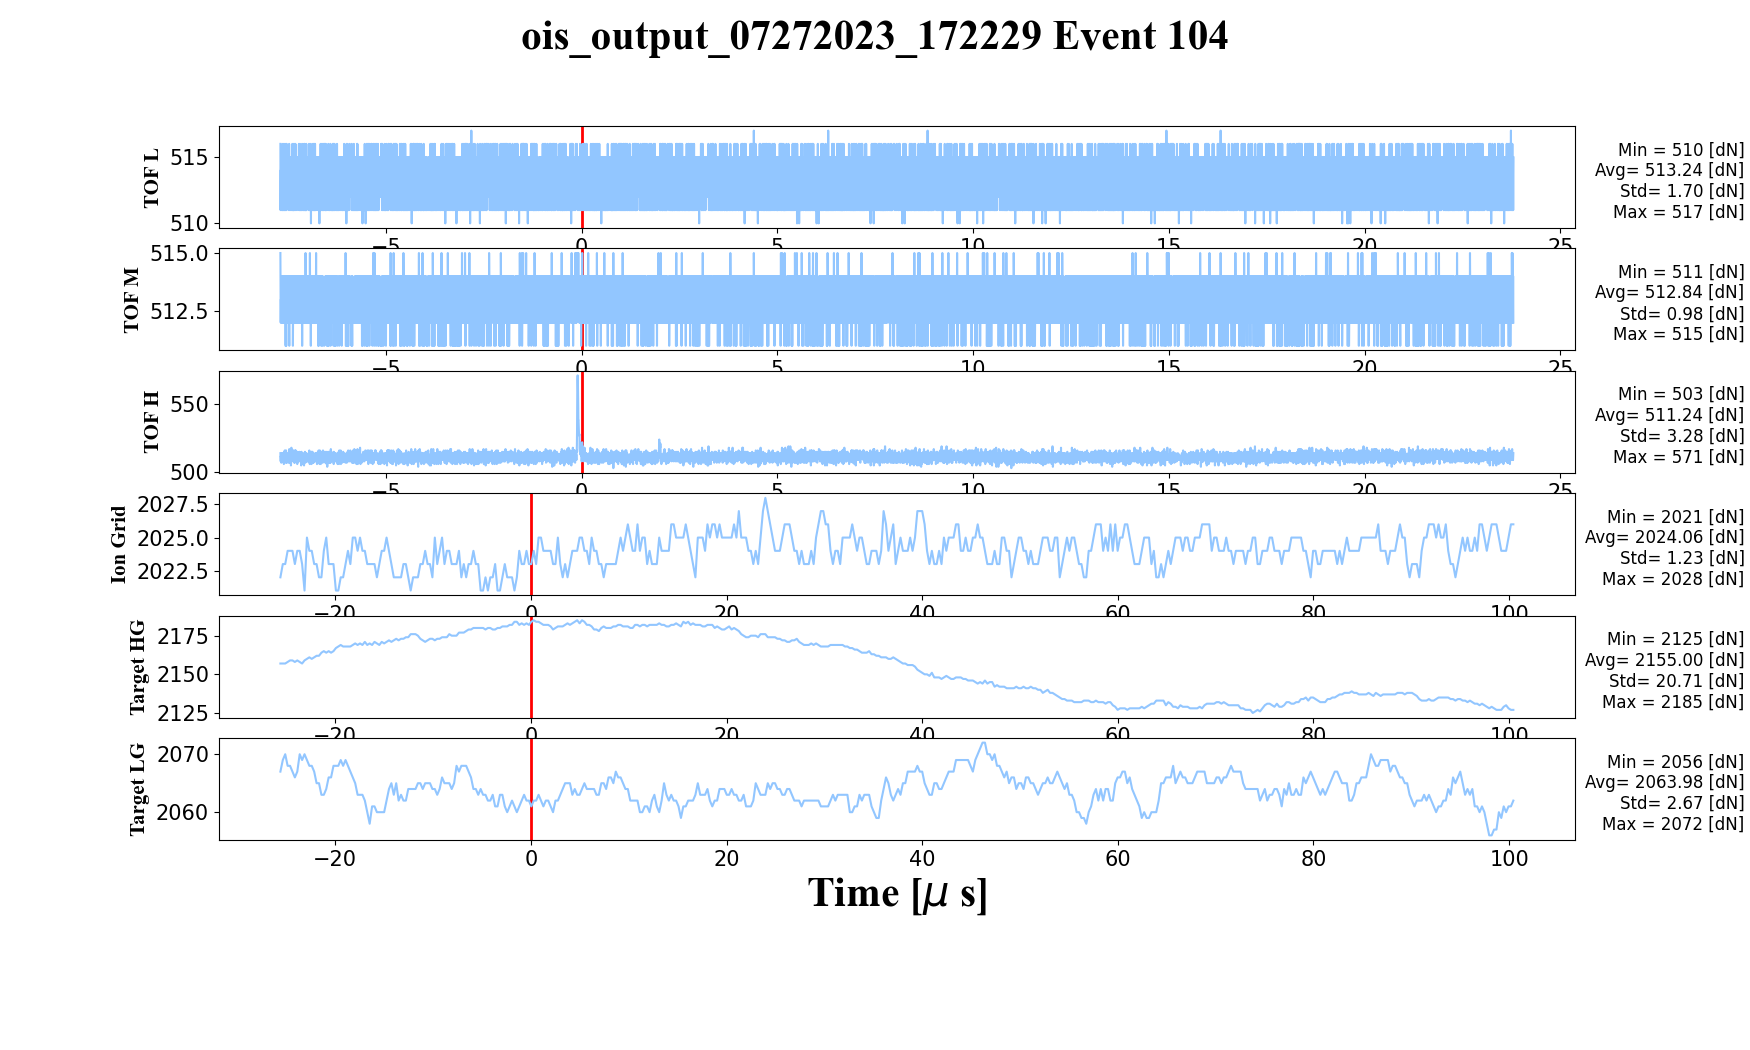 ois_output_07272023_172229 Event 104
TOF L
515
510
−5 0 5 10 15 20 25
Min = 510 [dN]
Avg= 513.24 [dN]
Std= 1.70 [dN]
Max = 517 [dN]
TOF M
515.0
512.5
−5 0 5 10 15 20 25
Min = 511 [dN]
Avg= 512.84 [dN]
Std= 0.98 [dN]
Max = 515 [dN]
TOF H
550
500
−5 0 5 10 15 20 25
Min = 503 [dN]
Avg= 511.24 [dN]
Std= 3.28 [dN]
Max = 571 [dN]
Ion Grid
2027.5
2025.0
2022.5
−20 0 20 40 60 80 100
Min = 2021 [dN]
Avg= 2024.06 [dN]
Std= 1.23 [dN]
Max = 2028 [dN]
Target HG
2175
2150
2125
−20 0 20 40 60 80 100
Min = 2125 [dN]
Avg= 2155.00 [dN]
Std= 20.71 [dN]
Max = 2185 [dN]
Target LG
2070
2060
−20 0 20 40 60 80 100
Min = 2056 [dN]
Avg= 2063.98 [dN]
Std= 2.67 [dN]
Max = 2072 [dN]
Time [μ s]